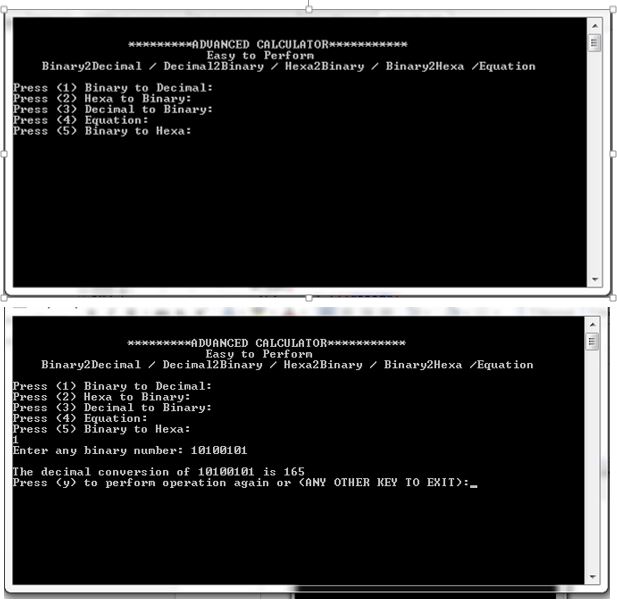 *********ADVANCED CALCULATOR***********
Easy to Perform
Binary2Decimal / Decimal2Binary / Hexa2Binary / Binary2Hexa /Equation
Press (1) Binary to Decimal:
Press (2) Hexa to Binary:
Press (3) Decimal to Binary:
Press (4) Equation:
Press (5) Binary to Hexa:
*********ADVANCED CALCULATOR***********
Easy to Perform
Binary2Decimal / Decimal2Binary / Hexa2Binary / Binary2Hexa /Equation
Press (1) Binary to Decimal:
Press (2) Hexa to Binary:
Press (3) Decimal to Binary:
Press (4) Equation:
Press (5) Binary to Hexa:
1
Enter any binary number: 10100101
The decimal conversion of 10100101 is 165
Press (y) to perform operation again or (ANY OTHER KEY TO EXIT):_